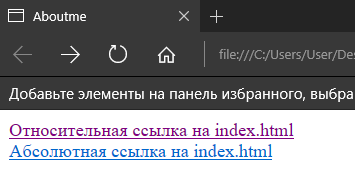 Aboutme
file:///C:/Users/User/De
Добавьте элементы на панель избранного, выбра
Относительная ссылка на index.html
Абсолютная ссылка на index.html